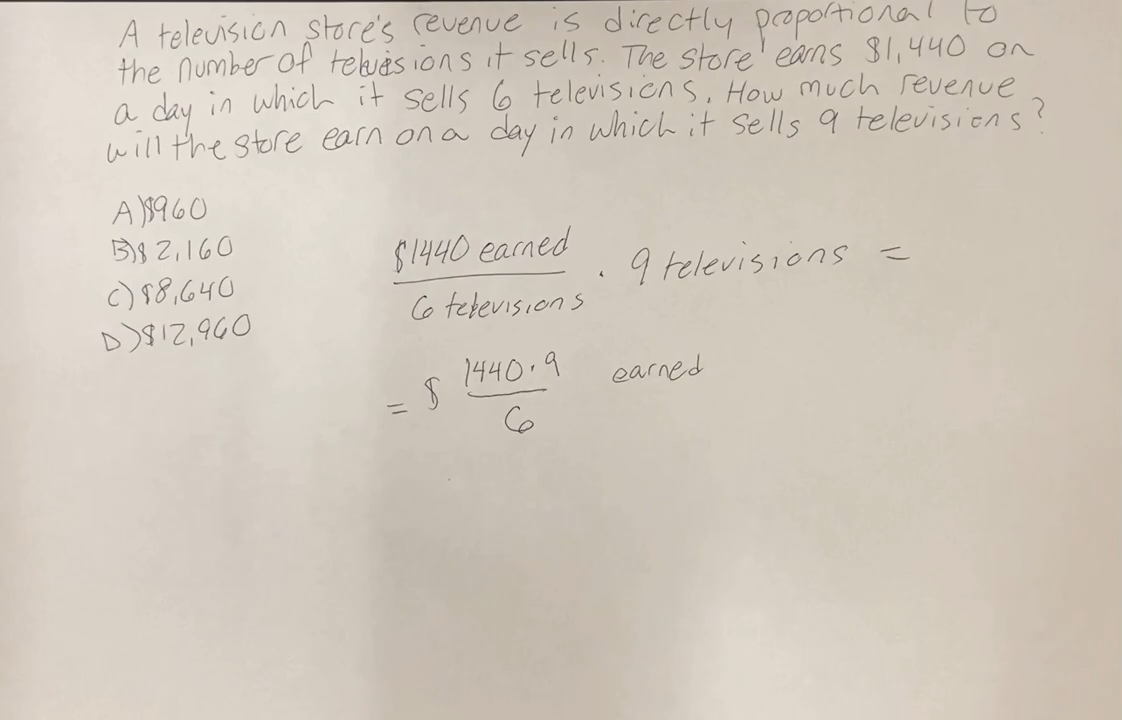 A television store's revenue is directly proportional to
the number of televisions it sells. The store earns $1,440 on
a day in which it sells 6 televisions. How much revenue
will the store earn on a day in which it sells 9 televisions?
A) $960
B) $2,160
C) $8,640
D) $12,960
$1440 earned
6 televisions
· 9 televisions =
= $ 1440·9 earned
6